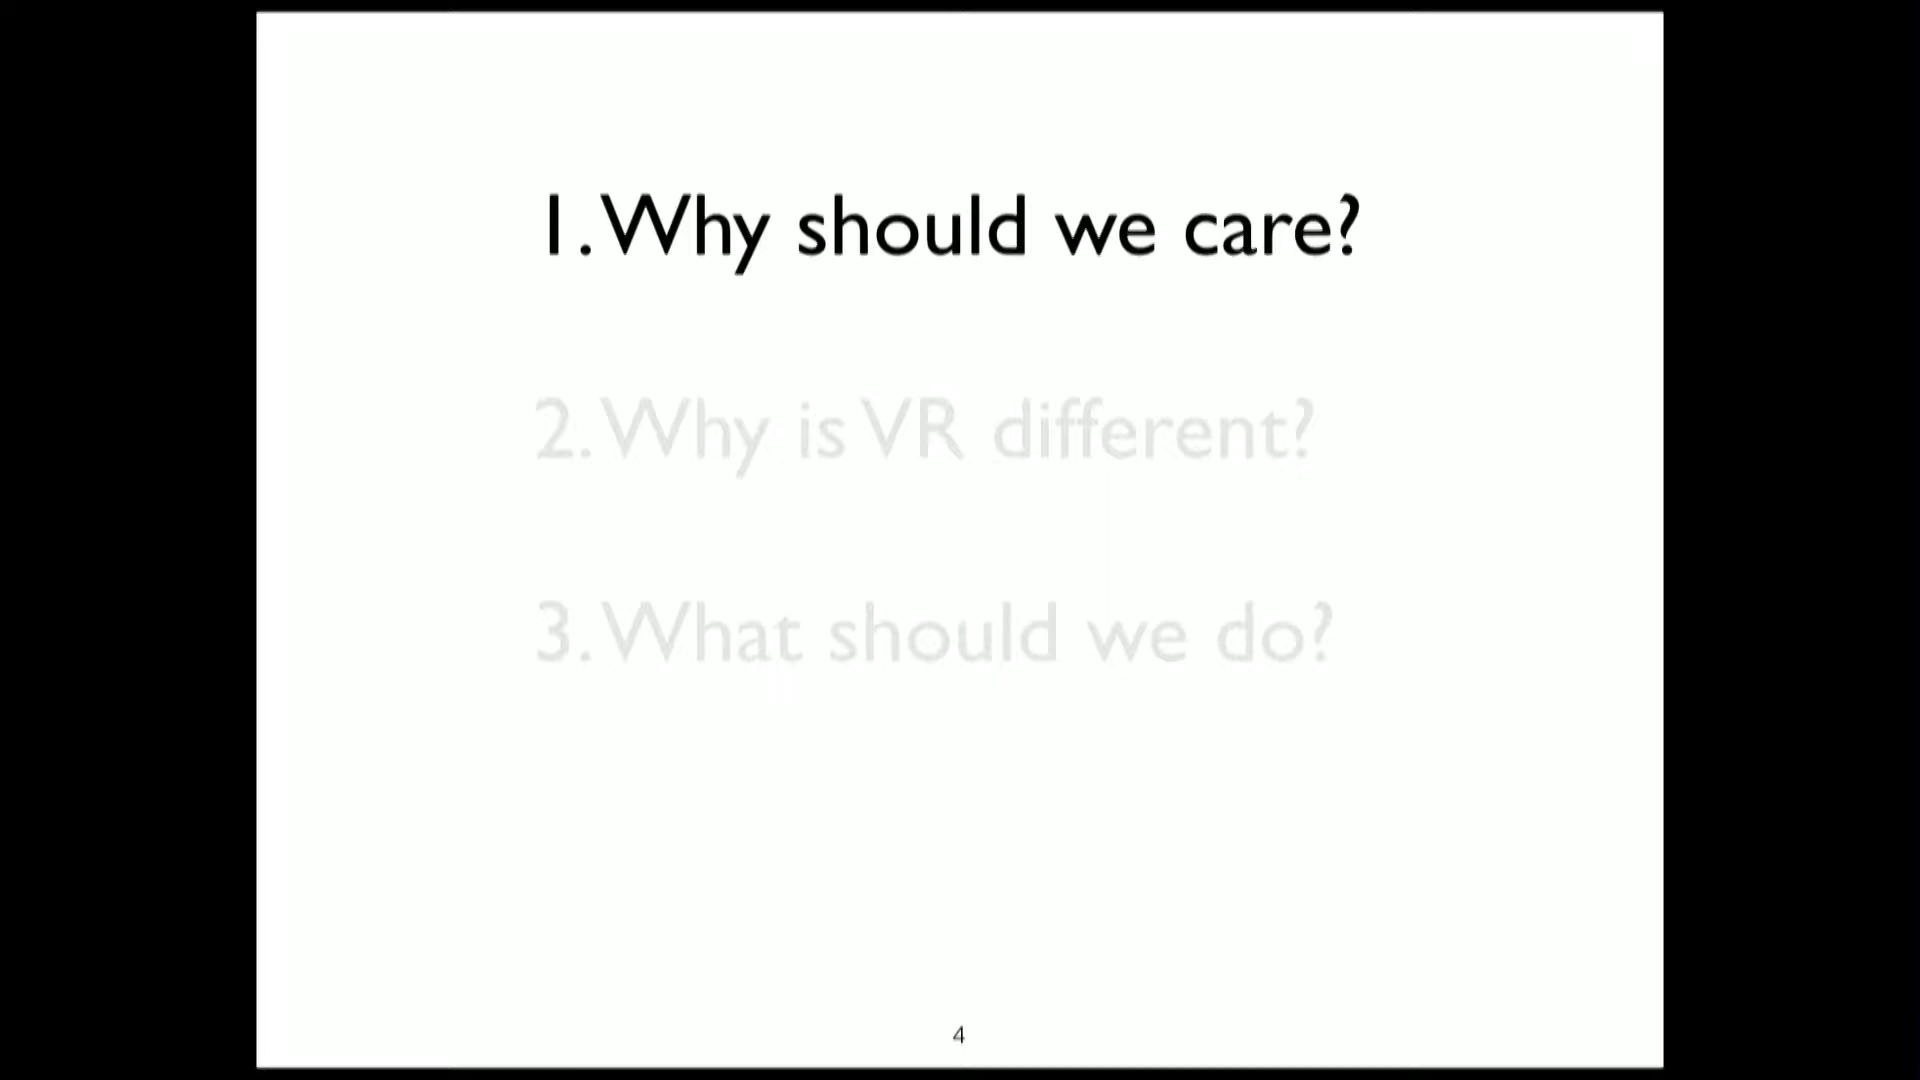 1. Why should we care?
2. Why is VR different?
3. What should we do?
4